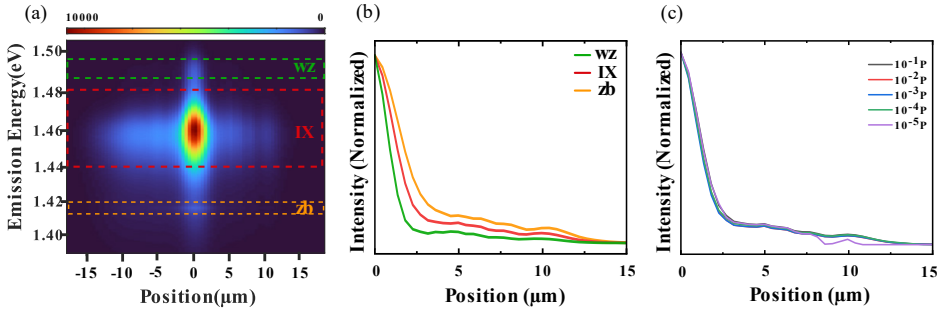 (a)
10000
0
Emission Energy(eV)
1.50
1.48
1.46
1.44
1.42
1.40
wz
IX
zb
-15
-10
-5
0
5
10
15
Position(μm)
(b)
Intensity (Normalized)
wz
IX
zb
0
5
10
15
Position (μm)
(c)
Intensity (Normalized)
10⁻¹P
10⁻²P
10⁻³P
10⁻⁴P
10⁻⁵P
0
5
10
15
Position (μm)